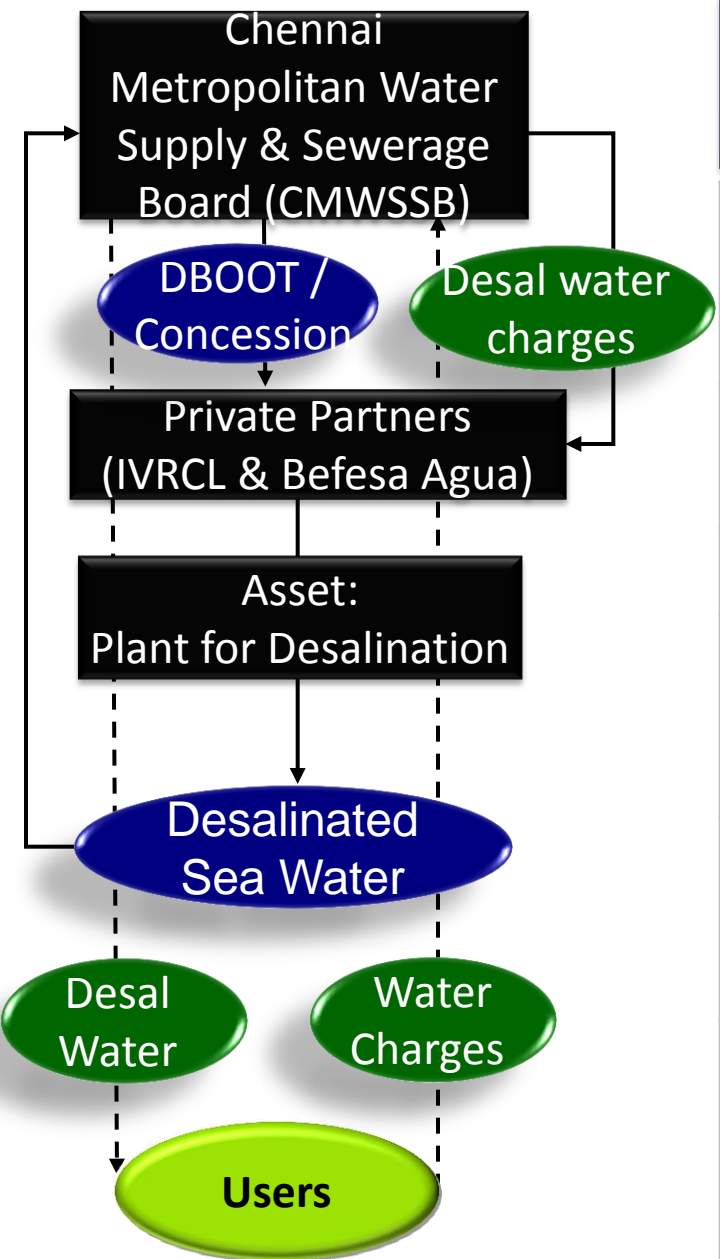 Chennai
Metropolitan Water
Supply & Sewerage
Board (CMWSSB)
DBOOT /
Concession
Desal water
charges
Private Partners
(IVRCL & Befesa Agua)
Asset:
Plant for Desalination
Desalinated
Sea Water
Desal
Water
Water
Charges
Users